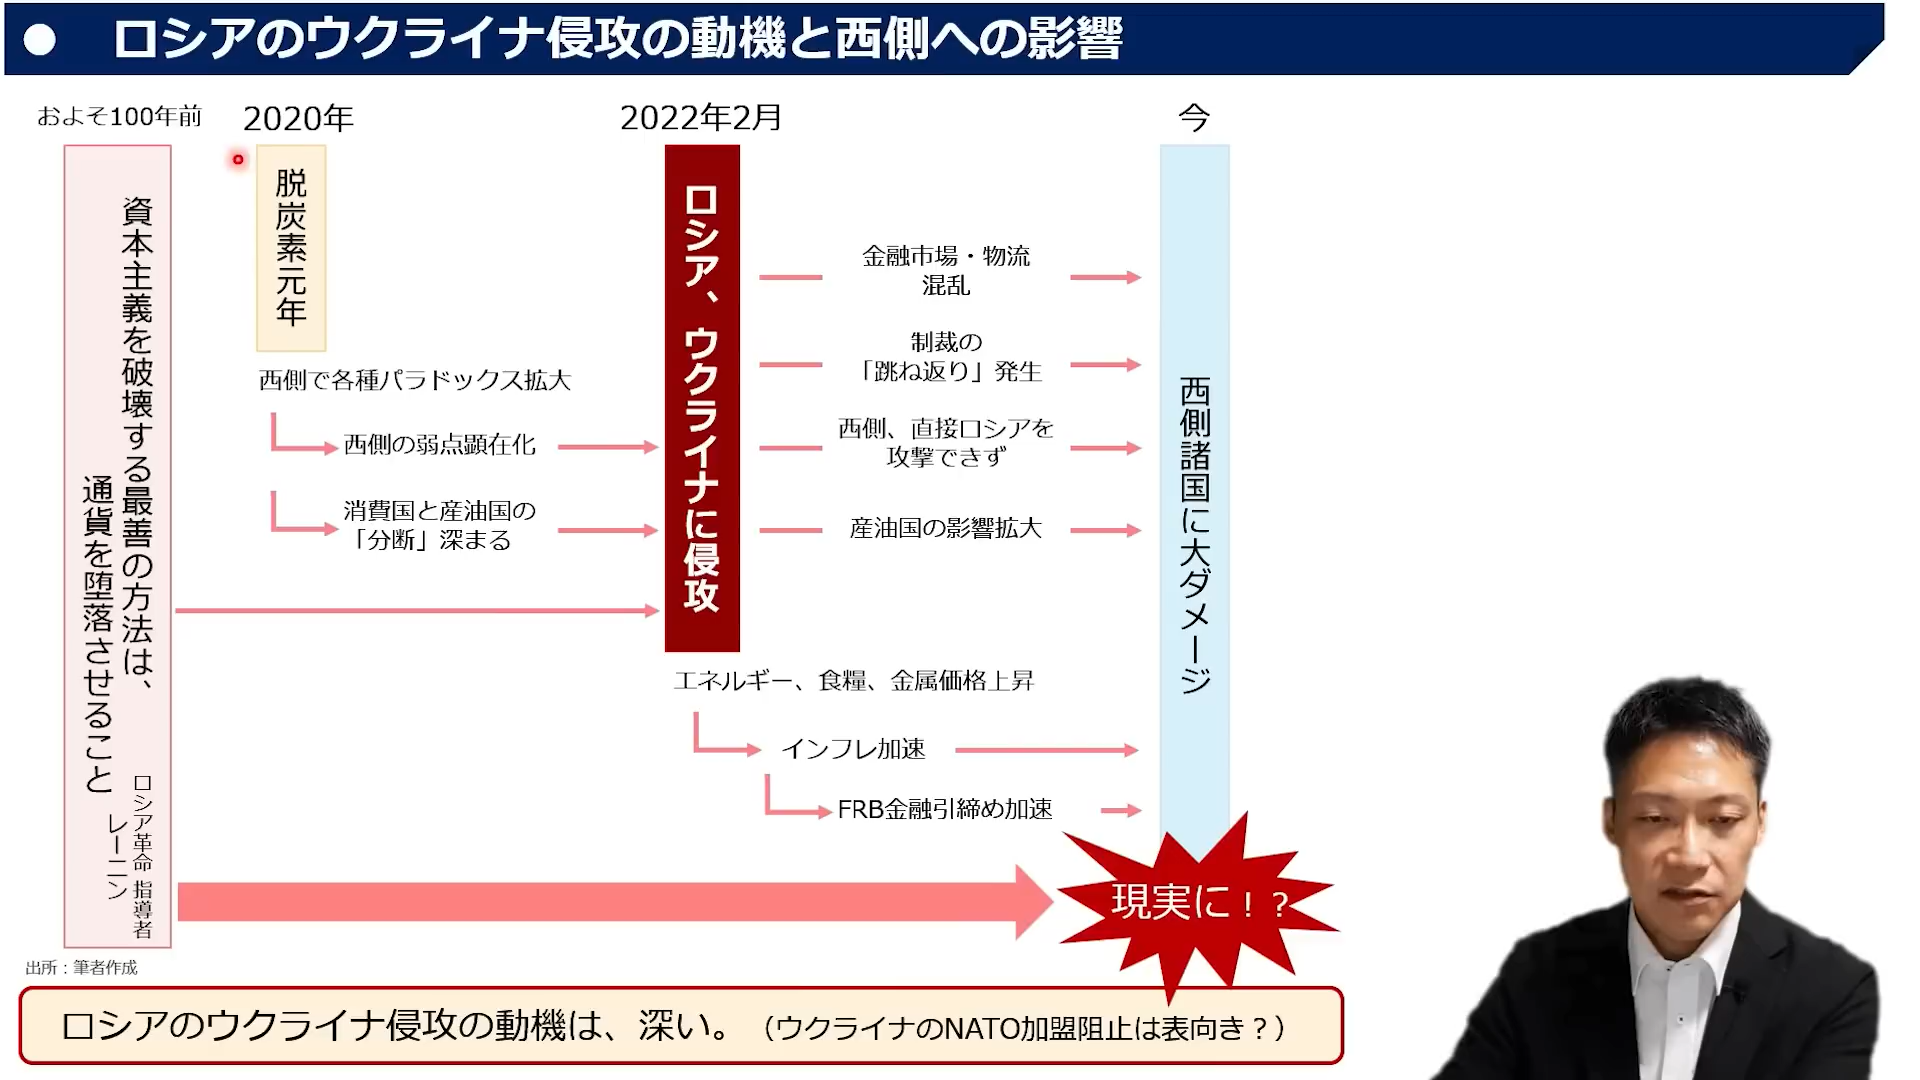 ロシアのウクライナ侵攻の動機と西側への影響
およそ100年前
2020年
2022年2月
今
資本主義を破壊する最善の方法は、
通貨を堕落させること
ロシア革命 指導者
レーニン
脱炭素元年
西側で各種パラドックス拡大
西側の弱点顕在化
消費国と産油国の
「分断」深まる
ロシア、ウクライナに侵攻
金融市場・物流
混乱
制裁の
「跳ね返り」発生
西側、直接ロシアを
攻撃できず
産油国の影響拡大
エネルギー、食糧、金属価格上昇
インフレ加速
FRB金融引締め加速
西側諸国に大ダメージ
現実に！？
出所：筆者作成
ロシアのウクライナ侵攻の動機は、深い。（ウクライナのNATO加盟阻止は表向き？）